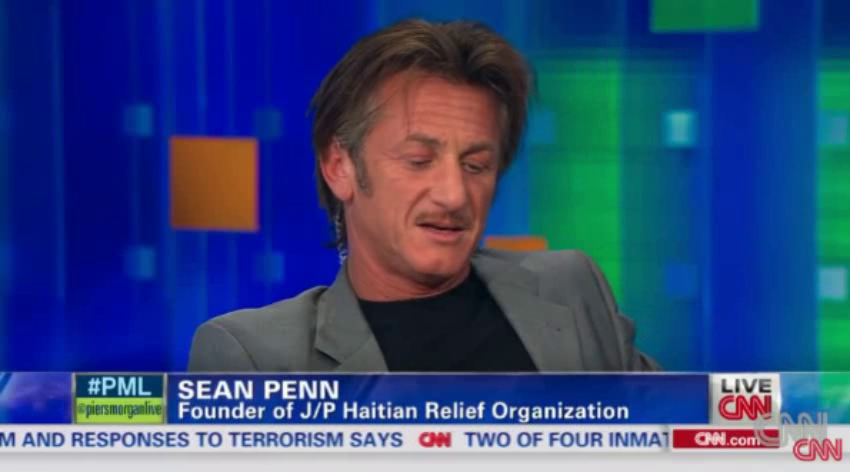 #PML
@piersmorganlive
SEAN PENN
Founder of J/P Haitian Relief Organization
LIVE
CNN
M AND RESPONSES TO TERRORISM SAYS CNN TWO OF FOUR INMAT
CNN.com
CNN
CNN